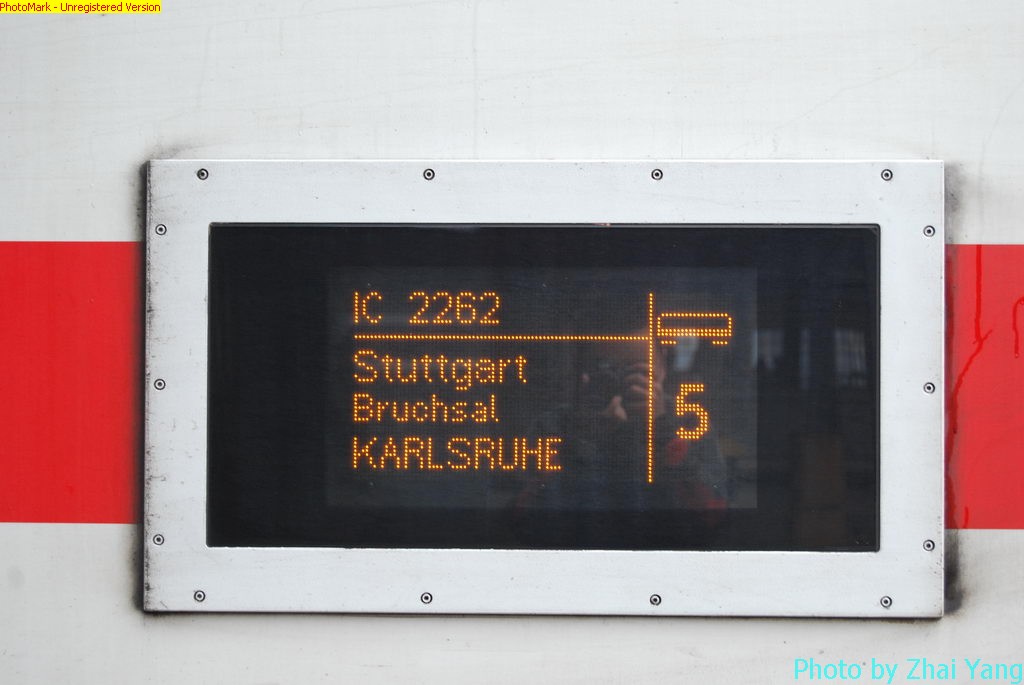 PhotoMark - Unregistered Version
IC 2262
Stuttgart
Bruchsal
KARLSRUHE
5
Photo by Zhai Yang